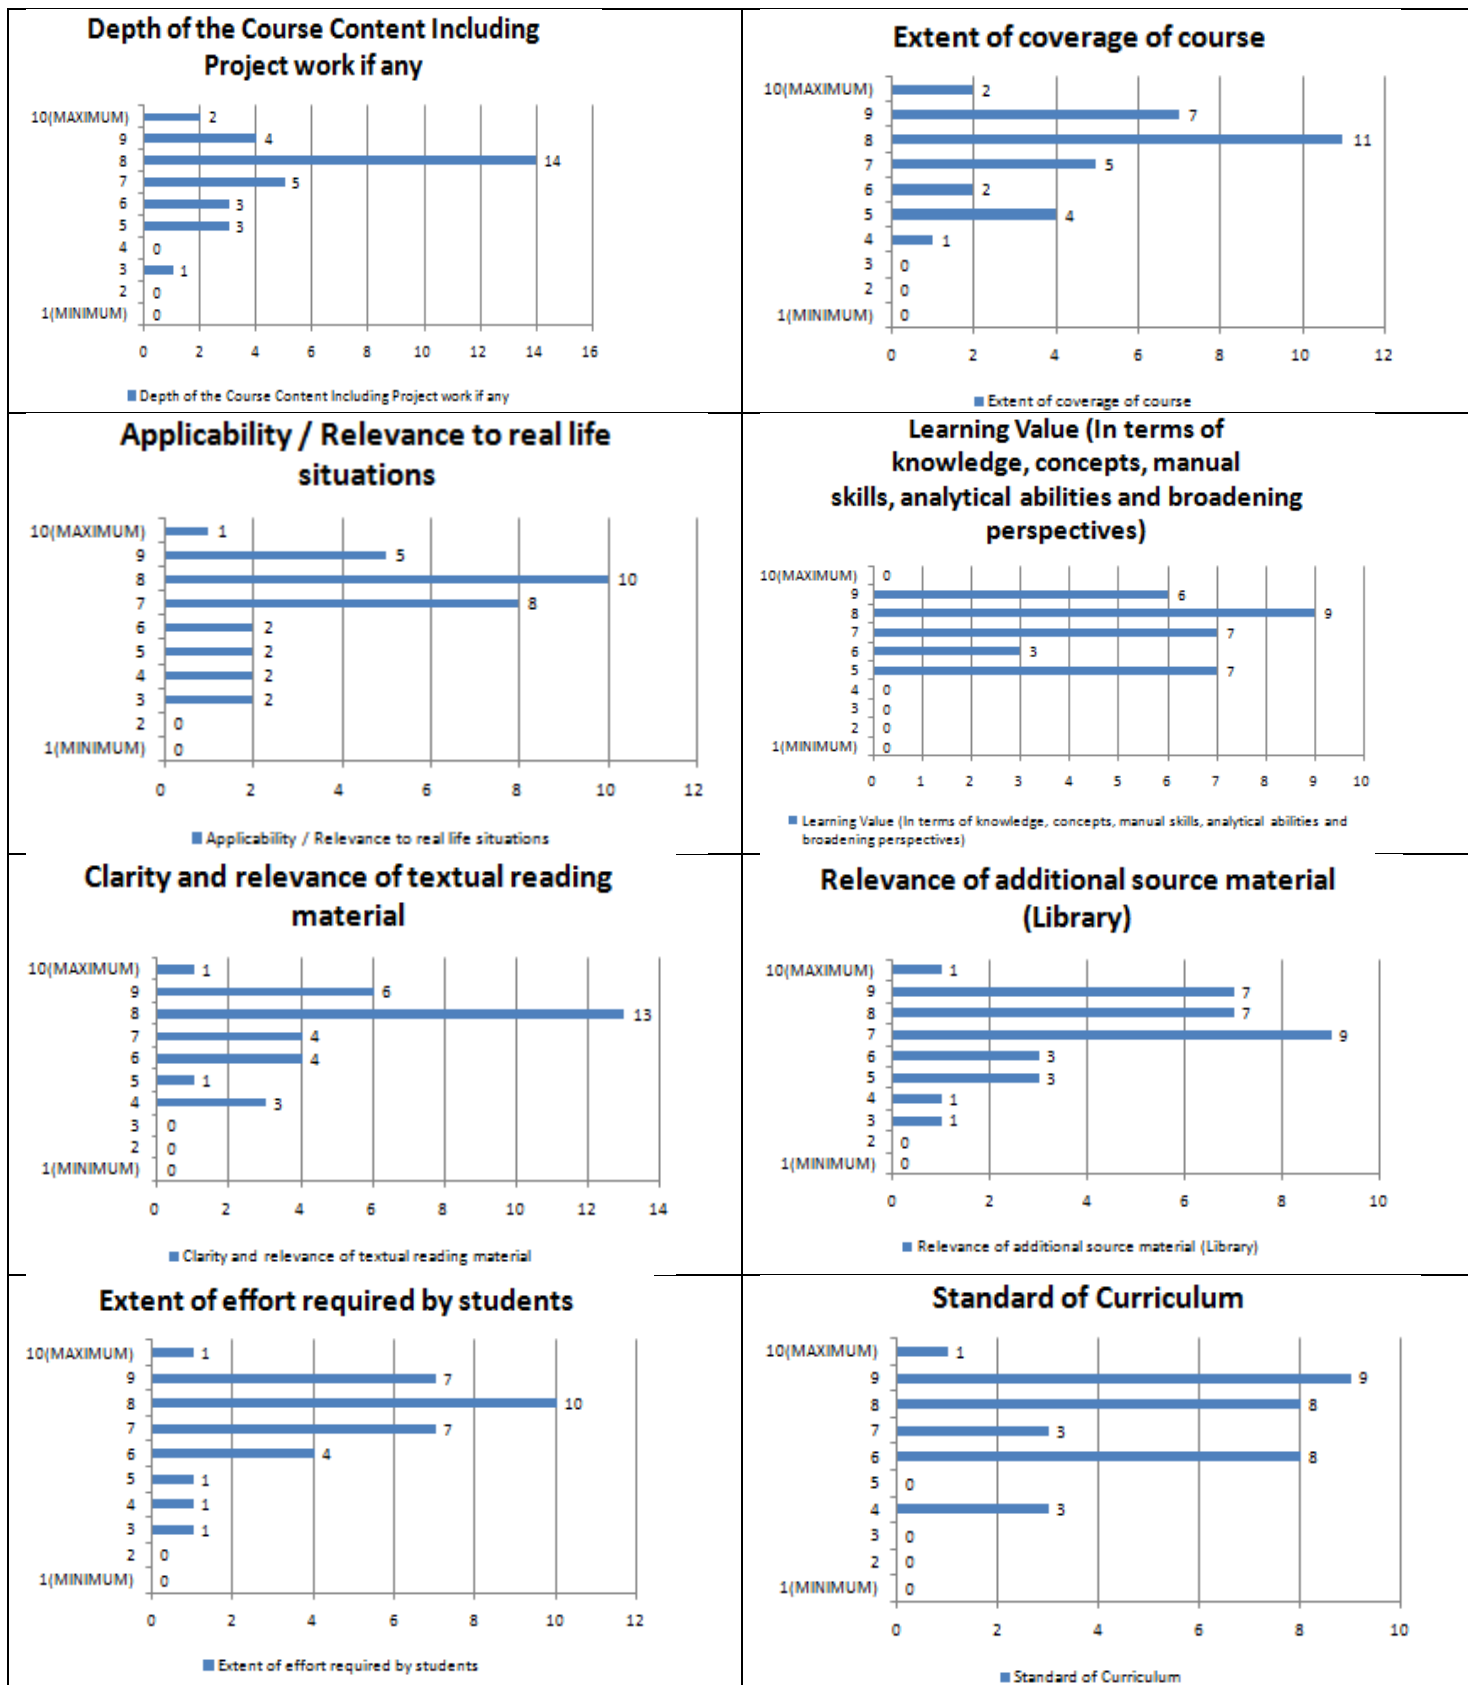 Depth of the Course Content Including
Project work if any
10(MAXIMUM) 2
9 4
8 14
7 5
6 3
5 3
4 0
3 1
2 0
1(MINIMUM) 0
0 2 4 6 8 10 12 14 16
Depth of the Course Content Including Project work if any
Extent of coverage of course
10(MAXIMUM) 2
9 7
8 11
7 5
6 2
5 4
4 1
3 0
2 0
1(MINIMUM) 0
0 2 4 6 8 10 12
Extent of coverage of course
Applicability / Relevance to real life
situations
10(MAXIMUM) 1
9 5
8 10
7 8
6 2
5 2
4 2
3 2
2 0
1(MINIMUM) 0
0 2 4 6 8 10 12
Applicability / Relevance to real life situations
Learning Value (In terms of
knowledge, concepts, manual
skills, analytical abilities and broadening
perspectives)
10(MAXIMUM) 0
9 6
8 9
7 7
6 3
5 7
4 0
3 0
2 0
1(MINIMUM) 0
0 1 2 3 4 5 6 7 8 9 10
Learning Value (In terms of knowledge, concepts, manual skills, analytical abilities and
broadening perspectives)
Clarity and relevance of textual reading
material
10(MAXIMUM) 1
9 6
8 13
7 4
6 4
5 1
4 3
3 0
2 0
1(MINIMUM) 0
0 2 4 6 8 10 12 14
Clarity and relevance of textual reading material
Relevance of additional source material
(Library)
10(MAXIMUM) 1
9 7
8 7
7 9
6 3
5 3
4 1
3 1
2 0
1(MINIMUM) 0
0 2 4 6 8 10
Relevance of additional source material (Library)
Extent of effort required by students
10(MAXIMUM) 1
9 7
8 10
7 7
6 4
5 1
4 1
3 1
2 0
1(MINIMUM) 0
0 2 4 6 8 10 12
Extent of effort required by students
Standard of Curriculum
10(MAXIMUM) 1
9 9
8 8
7 3
6 8
5 0
4 3
3 0
2 0
1(MINIMUM) 0
0 2 4 6 8 10
Standard of Curriculum